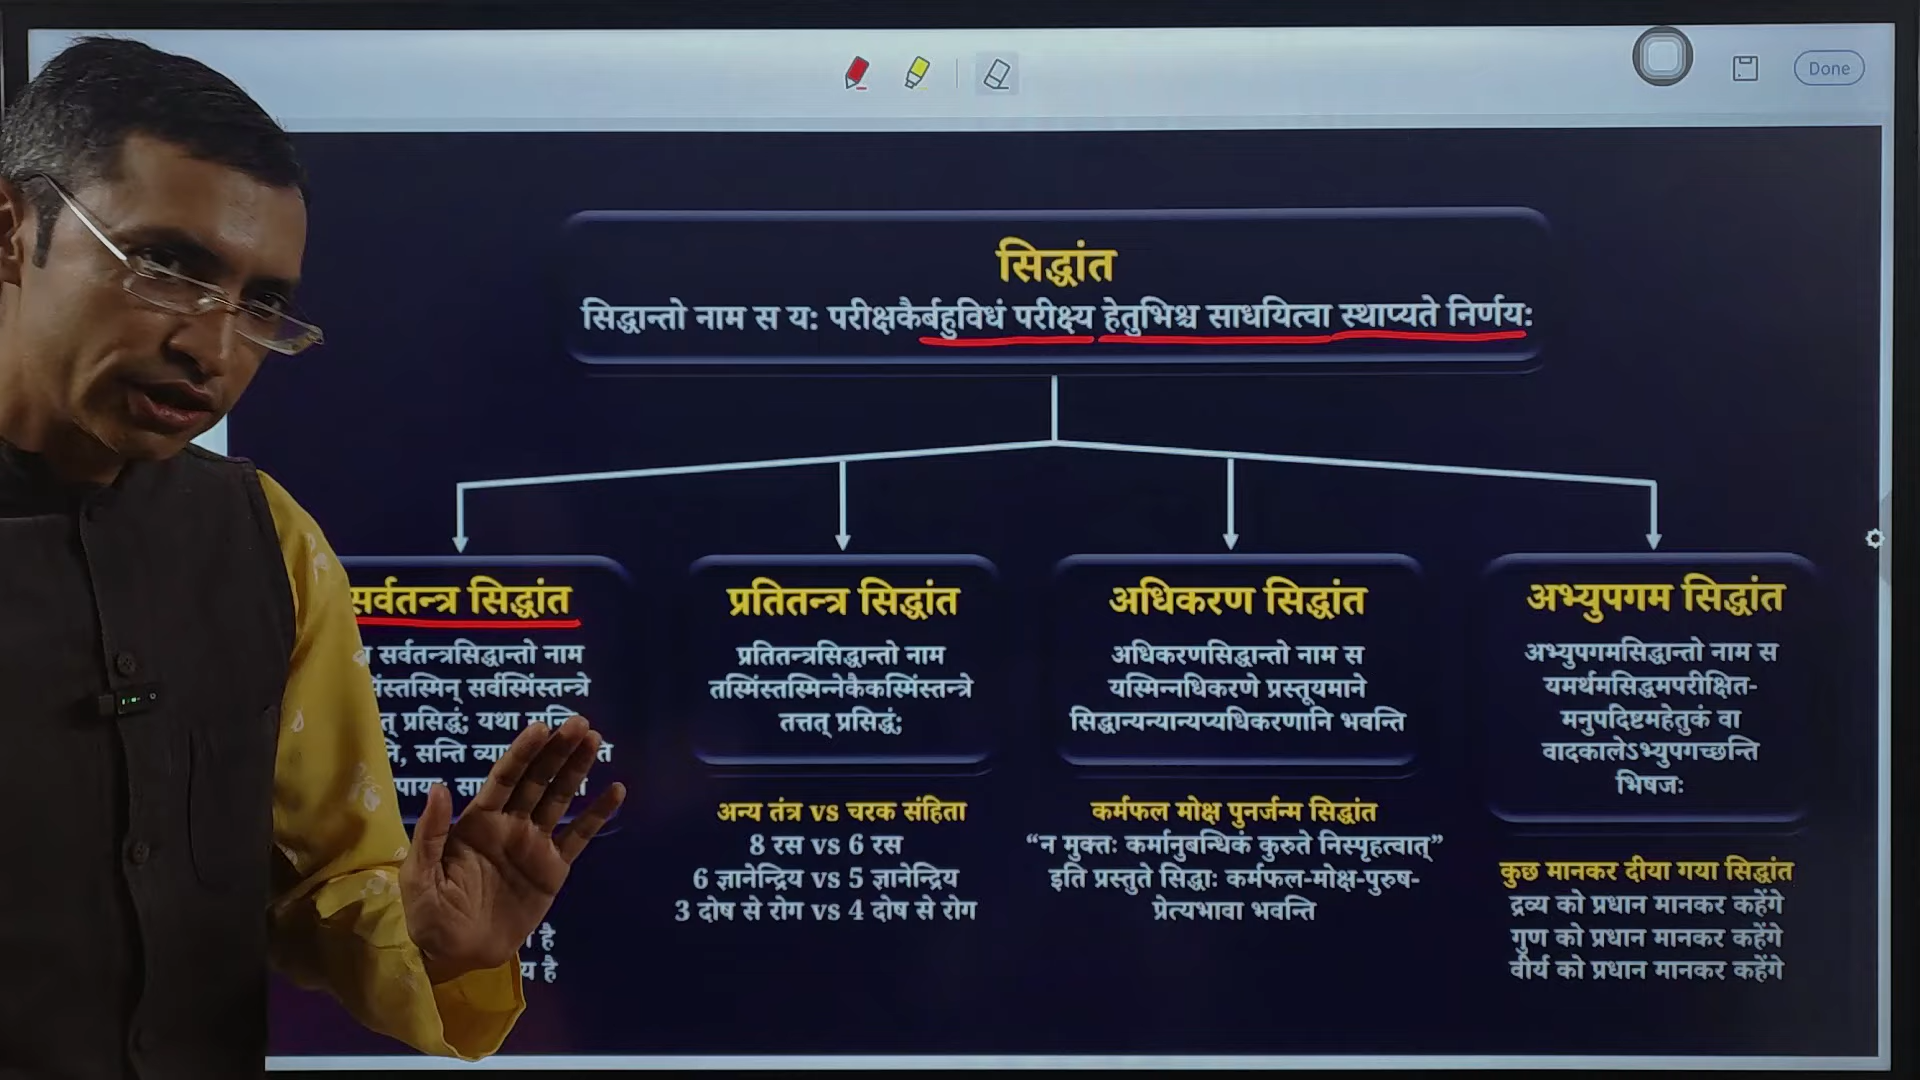 Done
सिद्धांत
सिद्धान्तो नाम स यः परीक्षकैर्बहुविधं परीक्ष्य हेतुभिश्च साधयित्वा स्थाप्यते निर्णयः
सर्वतन्त्र सिद्धांत
सर्वतन्त्रसिद्धान्तो नाम
सर्वस्मिंस्तन्त्रे
प्रसिद्धं; यथा
सन्ति
प्रतितन्त्र सिद्धांत
प्रतितन्त्रसिद्धान्तो नाम
तस्मिंस्तस्मिन्नेकैकस्मिंस्तन्त्रे
तत्तत् प्रसिद्धं;
अन्य तंत्र vs चरक संहिता
8 रस vs 6 रस
6 ज्ञानेन्द्रिय vs 5 ज्ञानेन्द्रिय
3 दोष से रोग vs 4 दोष से रोग
अधिकरण सिद्धांत
अधिकरणसिद्धान्तो नाम स
यस्मिन्नधिकरणे प्रस्तूयमाने
सिद्धान्यन्यान्यप्यधिकरणानि भवन्ति
कर्मफल मोक्ष पुनर्जन्म सिद्धांत
“न मुक्तः कर्मानुबन्धिकं कुरुते निस्पृहत्वात्”
इति प्रस्तुते सिद्धाः कर्मफल-मोक्ष-पुरुष-
प्रेत्यभावा भवन्ति
अभ्युपगम सिद्धांत
अभ्युपगमसिद्धान्तो नाम स
यमर्थमसिद्धमपरीक्षित-
मनुपदिष्टमहेतुकं वा
वादकालेऽभ्युपगच्छन्ति
भिषजः
कुछ मानकर दीया गया सिद्धांत
द्रव्य को प्रधान मानकर कहेंगे
गुण को प्रधान मानकर कहेंगे
वीर्य को प्रधान मानकर कहेंगे
है
है